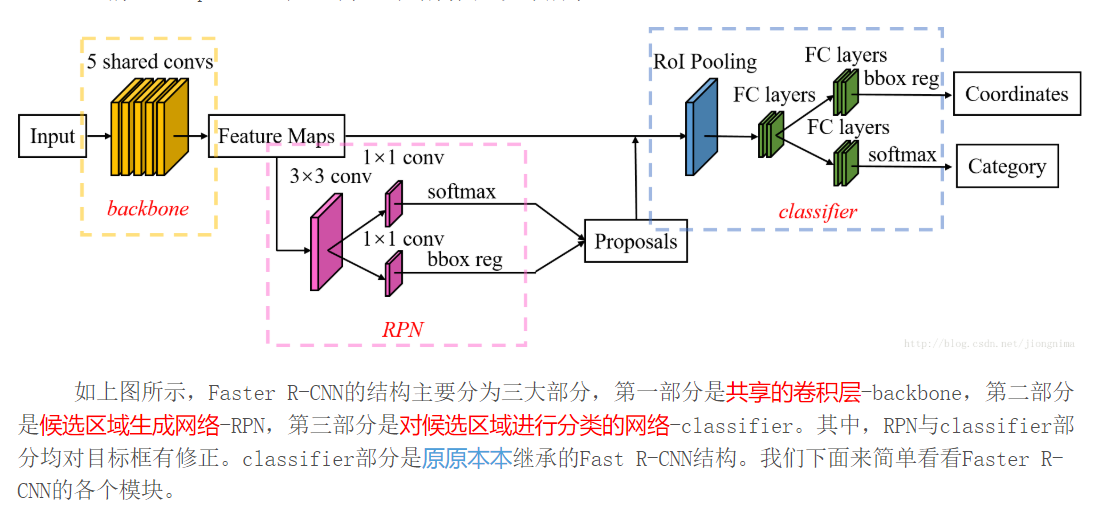 5 shared convs
Input
backbone
Feature Maps
1×1 conv
3×3 conv
softmax
1×1 conv
bbox reg
RPN
Proposals
RoI Pooling
FC layers
FC layers
bbox reg
FC layers
softmax
classifier
Coordinates
Category
http://blog.csdn.net/jiongnima
如上图所示，Faster R-CNN的结构主要分为三大部分，第一部分是共享的卷积层-backbone，第二部分
是候选区域生成网络-RPN，第三部分是对候选区域进行分类的网络-classifier。其中，RPN与classifier部
分均对目标框有修正。classifier部分是原原本本继承的Fast R-CNN结构。我们下面来简单看看Faster R-
CNN的各个模块。